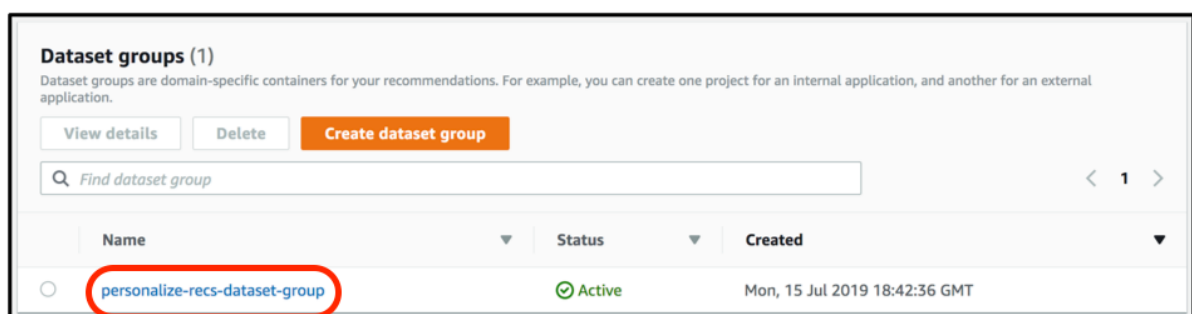 Dataset groups (1)
Dataset groups are domain-specific containers for your recommendations. For example, you can create one project for an internal application, and another for an external
application.
View details Delete Create dataset group
Find dataset group 1
Name Status Created
personalize-recs-dataset-group Active Mon, 15 Jul 2019 18:42:36 GMT